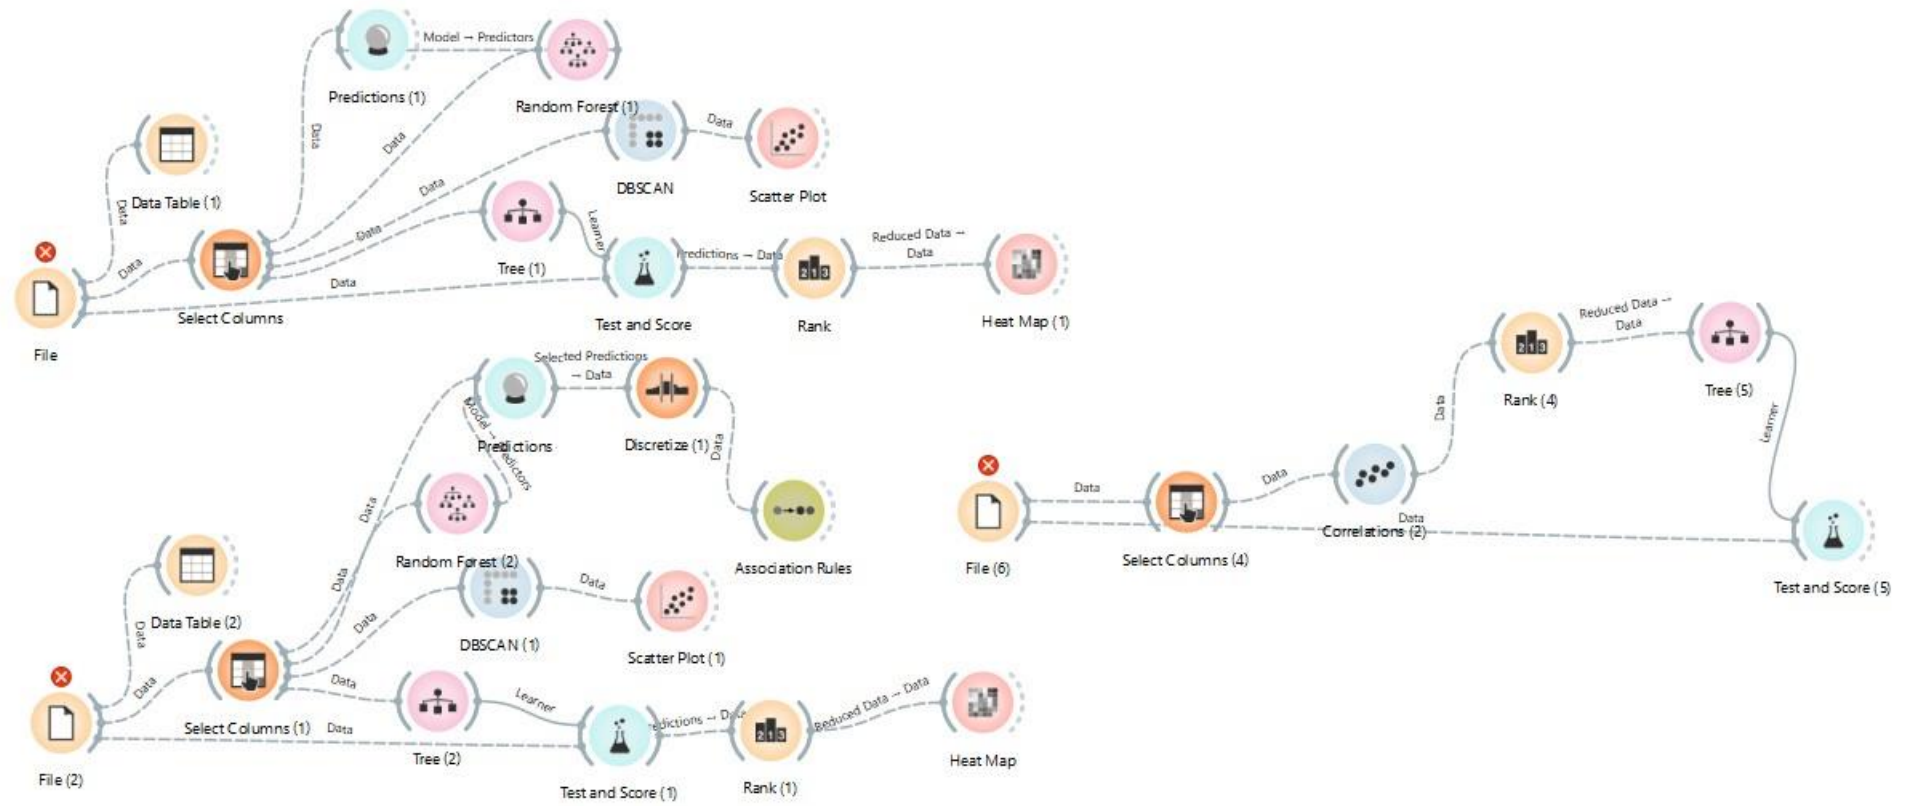 Model → Predictors
Predictions (1)
Random Forest (1)
Data
Data
Data
Data
DBSCAN
Scatter Plot
Data Table (1)
Data
Data
Data
Learner
Tree (1)
Predictions → Data
Reduced Data →
Data
Data
Data
Select Columns
Test and Score
Rank
Heat Map (1)
File
Selected Predictions
→ Data
Model → Predictors
Predictions
Discretize (1)
Data
Data
Random Forest (2)
Association Rules
Data
Data
DBSCAN (1)
Scatter Plot (1)
Data
Data Table (2)
Data
Data
Data
Learner
Select Columns (1)
Data
Predictions → Data
Reduced Data → Data
Tree (2)
Heat Map
File (2)
Test and Score (1)
Rank (1)
Reduced Data →
Data
Rank (4)
Tree (5)
Data
Learner
Data
Data
Data
Correlations (2)
File (6)
Select Columns (4)
Test and Score (5)